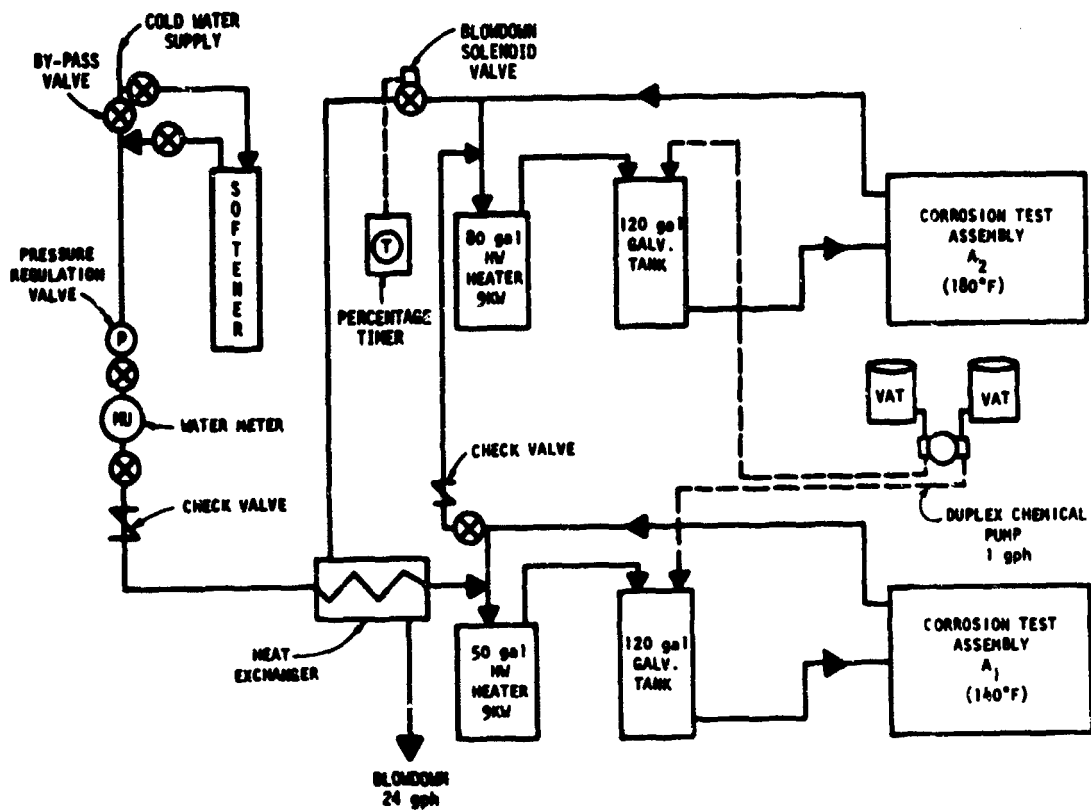 COLD WATER
SUPPLY
BY-PASS
VALVE
BLOWDOWN
SOLENOID
VALVE
SOFTNER
PRESSURE
REGULATION
VALVE
P
MU
WATER METER
CHECK VALVE
T
PERCENTAGE
TIMER
80 gal
HW
HEATER
9KW
120 gal
GALV.
TANK
CORROSION TEST
ASSEMBLY
A2
(180°F)
VAT
VAT
CHECK VALVE
DUPLEX CHEMICAL
PUMP
1 gph
HEAT
EXCHANGER
50 gal
HW
HEATER
9KW
120 gal
GALV.
TANK
CORROSION TEST
ASSEMBLY
A1
(140°F)
BLOWDOWN
24 gph